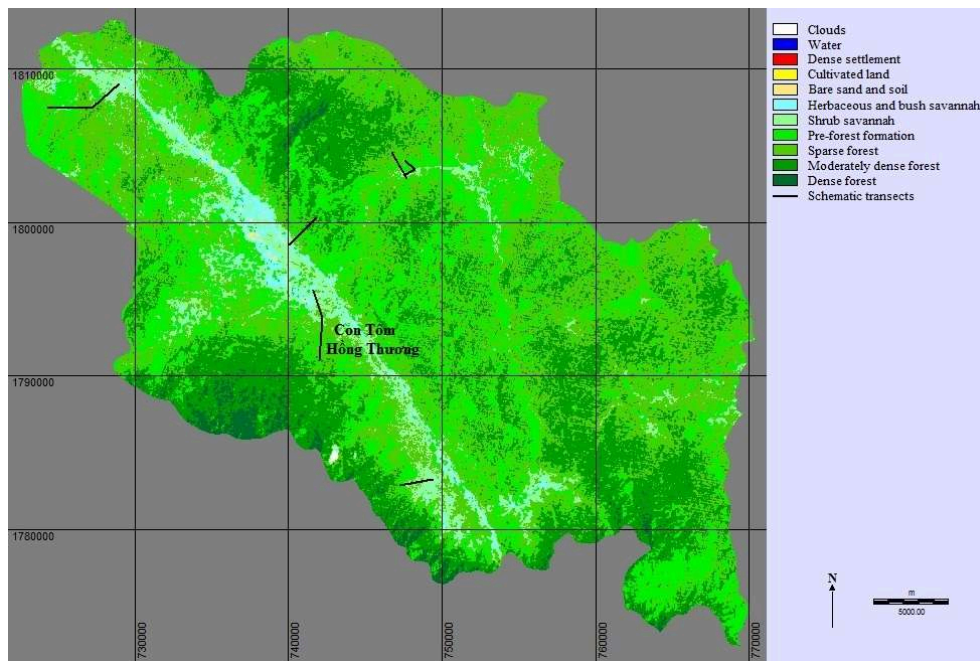 Clouds
Water
Dense settlement
Cultivated land
Bare sand and soil
Herbaceous and bush savannah
Shrub savannah
Pre-forest formation
Sparse forest
Moderately dense forest
Dense forest
Schematic transects
1810000
1800000
1790000
1780000
Con Tôm
Hồng Thương
730000
740000
750000
760000
770000
N
m
5000.00